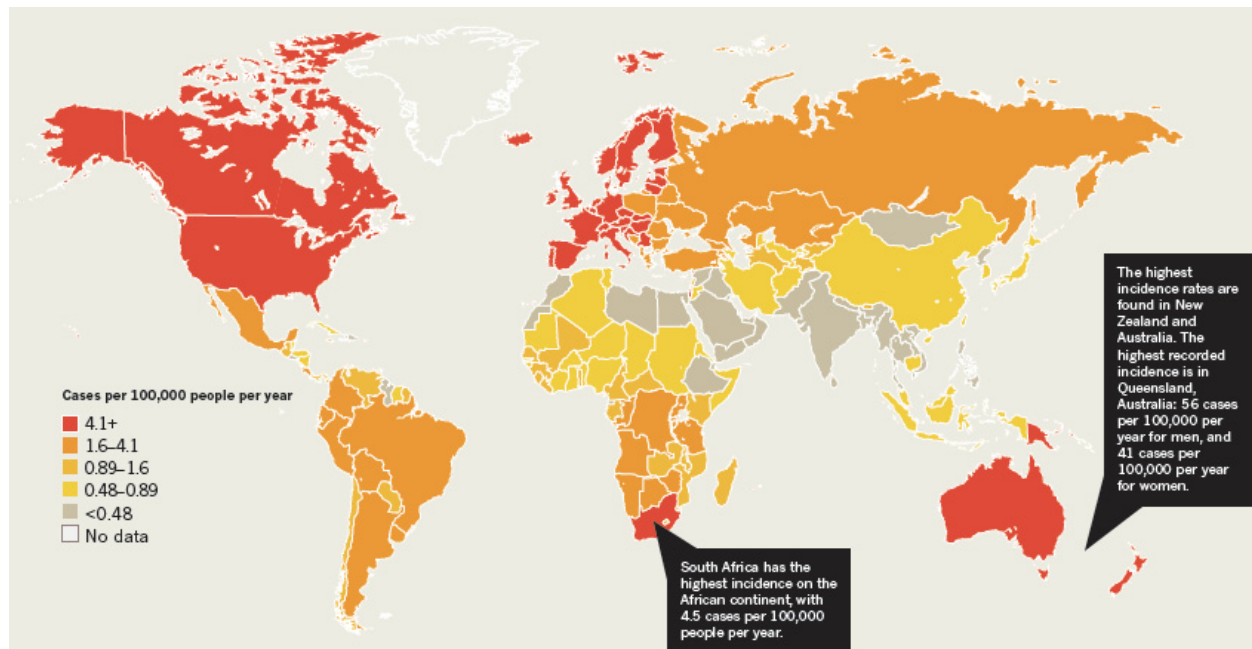 Cases per 100,000 people per year
4.1+
1.6–4.1
0.89–1.6
0.48–0.89
<0.48
No data
South Africa has the
highest incidence on the
African continent, with
4.5 cases per 100,000
people per year.
The highest
incidence rates are
found in New
Zealand and
Australia. The
highest recorded
incidence is in
Queensland,
Australia: 56 cases
per 100,000 per
year for men, and
41 cases per
100,000 per year
for women.